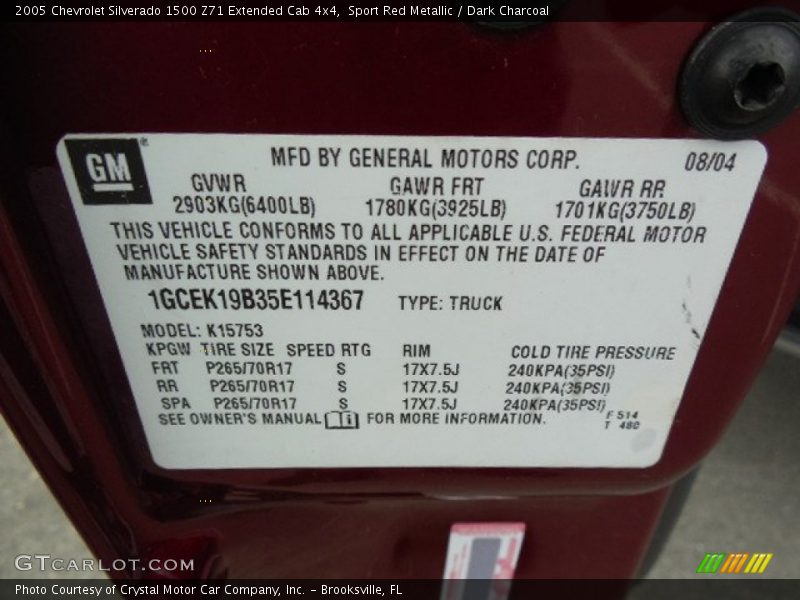 2005 Chevrolet Silverado 1500 Z71 Extended Cab 4x4,  Sport Red Metallic / Dark Charcoal
GM
MFD BY GENERAL MOTORS CORP.
08/04
GVWR GAWR FRT GAWR RR
2903KG(6400LB) 1780KG(3925LB) 1701KG(3750LB)
THIS VEHICLE CONFORMS TO ALL APPLICABLE U.S. FEDERAL MOTOR
VEHICLE SAFETY STANDARDS IN EFFECT ON THE DATE OF
MANUFACTURE SHOWN ABOVE.
1GCEK19B35E114367 TYPE: TRUCK
MODEL: K15753
KPGW TIRE SIZE SPEED RTG RIM COLD TIRE PRESSURE
FRT P265/70R17 S 17X7.5J 240KPA(35PSI)
RR P265/70R17 S 17X7.5J 240KPA(35PSI)
SPA P265/70R17 S 17X7.5J 240KPA(35PSI)
SEE OWNER'S MANUAL FOR MORE INFORMATION.
F 514
T 480
GTCARLOT.COM
Photo Courtesy of Crystal Motor Car Company, Inc. – Brooksville, FL